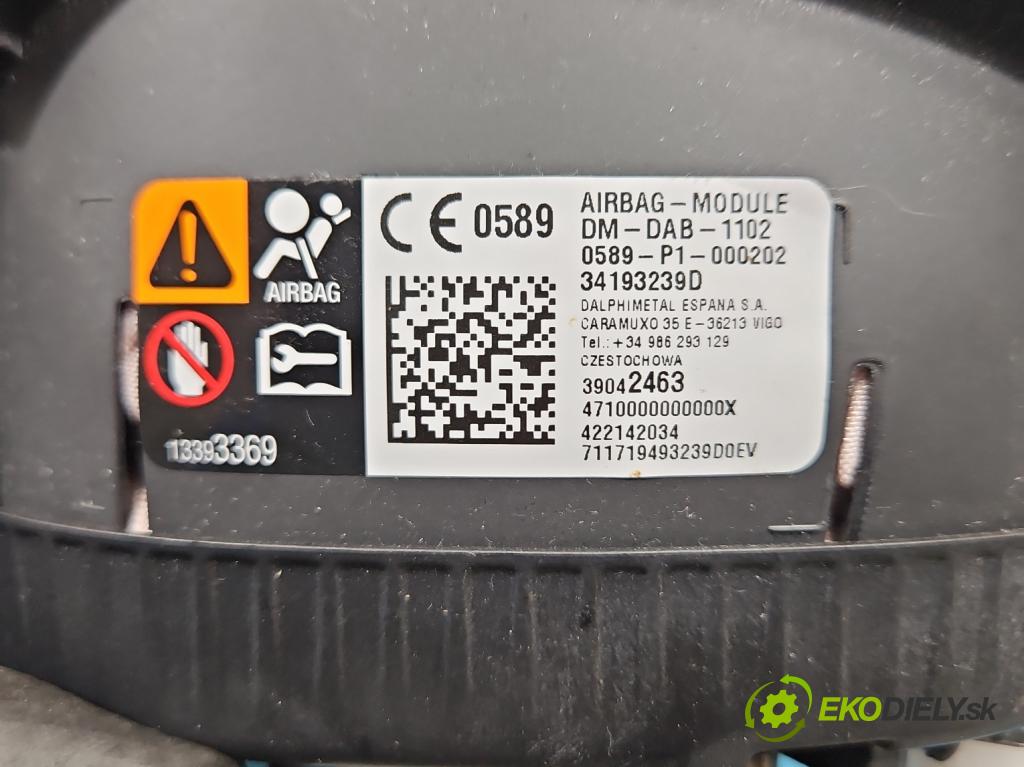 AIRBAG
13393369
CE 0589
AIRBAG-MODULE
DM-DAB-1102
0589-P1-000202
34193239D
DALPHIMETAL ESPANA S.A.
CARAMUXO 35 E-36213 VIGO
Tel.:+34 986 293 129
CZESTOCHOWA
39042463
4710000000000X
422142034
711719493239D0EV
EKODIELY.sk